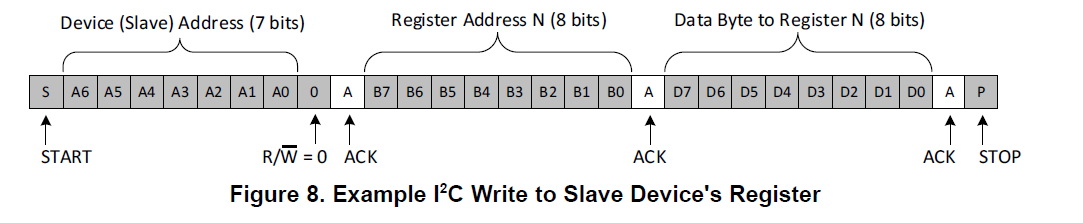 Device (Slave) Address (7 bits) Register Address N (8 bits) Data Byte to Register N (8 bits)
S A6 A5 A4 A3 A2 A1 A0 0 A B7 B6 B5 B4 B3 B2 B1 B0 A D7 D6 D5 D4 D3 D2 D1 D0 A P
START R/W̅ = 0 ACK ACK ACK STOP
Figure 8. Example I²C Write to Slave Device's Register